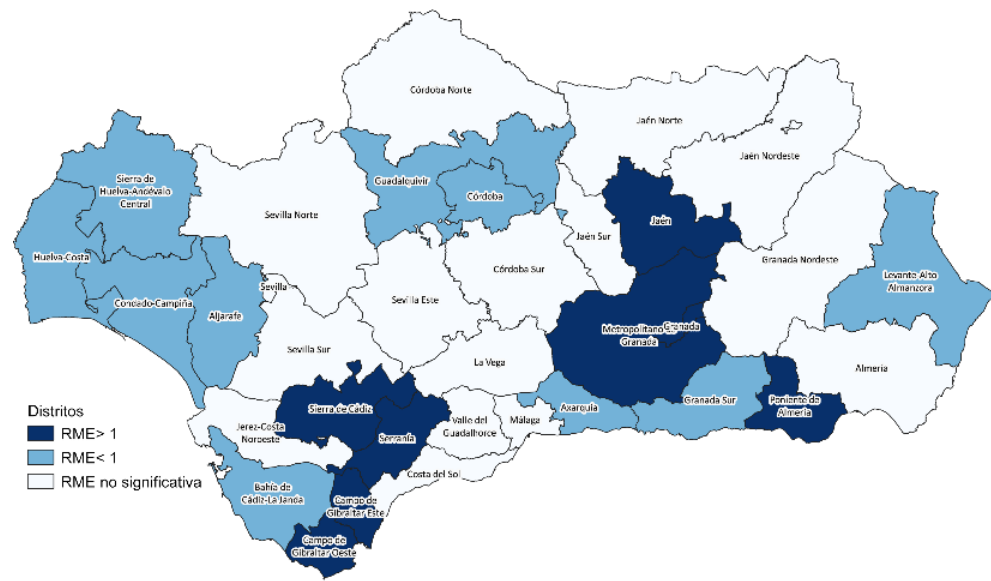 Córdoba Norte
Jaén Norte
Jaén Nordeste
Sierra de
Huelva-Andévalo
Central
Guadalquivir
Córdoba
Sevilla Norte
Jaén
Jaén Sur
Huelva-Costa
Granada Nordeste
Levante-Alto
Almanzora
Córdoba Sur
Sevilla
Sevilla Este
Condado-Campiña
Aljarafe
Metropolitano de
Granada
Granada
Sevilla Sur
La Vega
Almería
Distritos
RME> 1
RME< 1
RME no significativa
Sierra de Cádiz
Axarquía
Granada Sur
Poniente de
Almería
Jerez-Costa
Noroeste
Serranía
Valle del
Guadalhorce
Málaga
Costa del Sol
Bahía de
Cádiz-La Janda
Campo de
Gibraltar Este
Campo de
Gibraltar Oeste